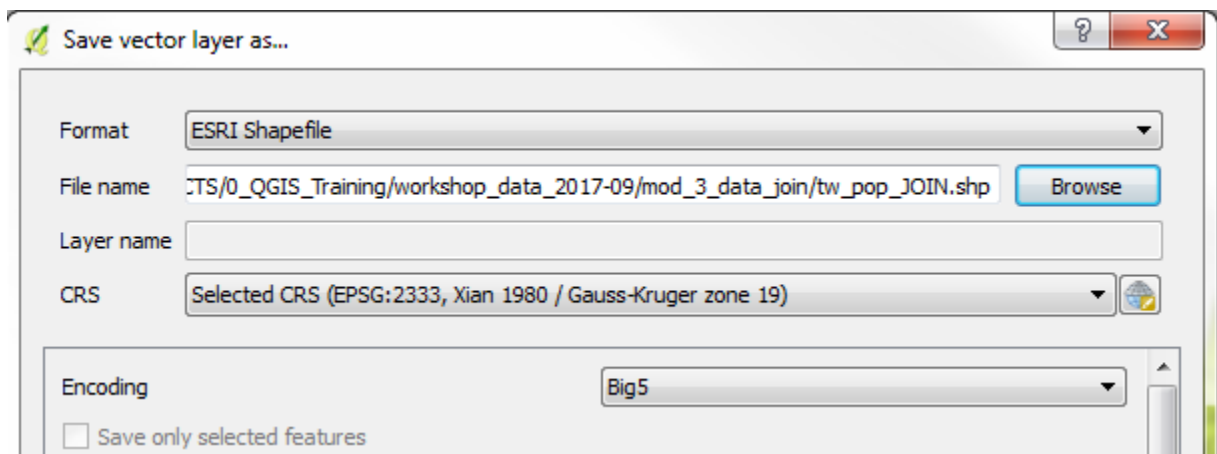 Save vector layer as...
Format ESRI Shapefile
File name CTS/0_QGIS_Training/workshop_data_2017-09/mod_3_data_join/tw_pop_JOIN.shp Browse
Layer name
CRS Selected CRS (EPSG:2333, Xian 1980 / Gauss-Kruger zone 19)
Encoding Big5
Save only selected features